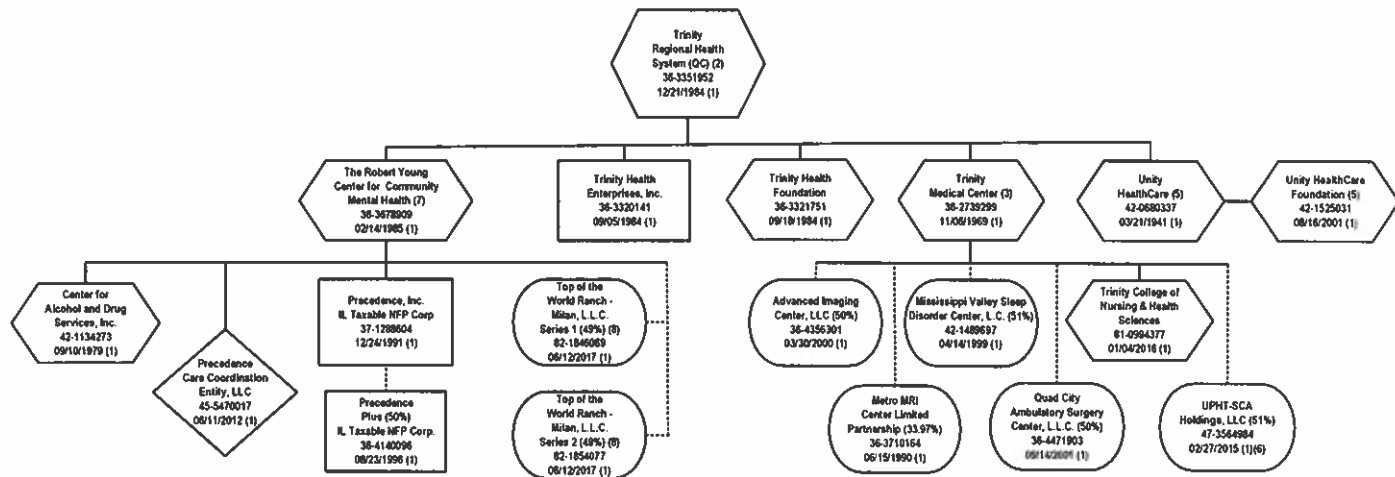 Trinity
Regional Health
System (QC) (2)
36-3351952
12/21/1984 (1)
The Robert Young
Center for Community
Mental Health (7)
36-3678909
02/14/1985 (1)
Trinity Health
Enterprises, Inc.
36-3320141
09/05/1984 (1)
Trinity Health
Foundation
36-3321751
09/18/1984 (1)
Trinity
Medical Center (3)
36-2739299
11/06/1969 (1)
Unity
HealthCare (5)
42-0680337
03/21/1941 (1)
Unity HealthCare
Foundation (5)
42-1525031
08/16/2001 (1)
Center for
Alcohol and Drug
Services, Inc.
42-1134273
09/10/1979 (1)
Precedence
Care Coordination
Entity, LLC
45-5470017
06/11/2012 (1)
Precedence, Inc.
IL Taxable NFP Corp
37-1288604
12/24/1991 (1)
Precedence
Plus (50%)
IL Taxable NFP Corp.
36-4140096
08/23/1996 (1)
Top of the
World Ranch -
Milan, L.L.C.
Series 1 (49%) (8)
82-1846069
06/12/2017 (1)
Top of the
World Ranch -
Milan, L.L.C.
Series 2 (49%) (8)
82-1854077
06/12/2017 (1)
Advanced Imaging
Center, LLC (50%)
36-4356301
03/30/2000 (1)
Metro MRI
Center Limited
Partnership (33.97%)
36-3710164
06/15/1990 (1)
Mississippi Valley Sleep
Disorder Center, L.C. (51%)
42-1489697
04/14/1999 (1)
Quad City
Ambulatory Surgery
Center, L.L.C. (50%)
36-4471903
05/14/2001 (1)
Trinity College of
Nursing & Health
Sciences
81-0994377
01/04/2016 (1)
UPHT-SCA
Holdings, LLC (51%)
47-3564984
02/27/2015 (1)(6)